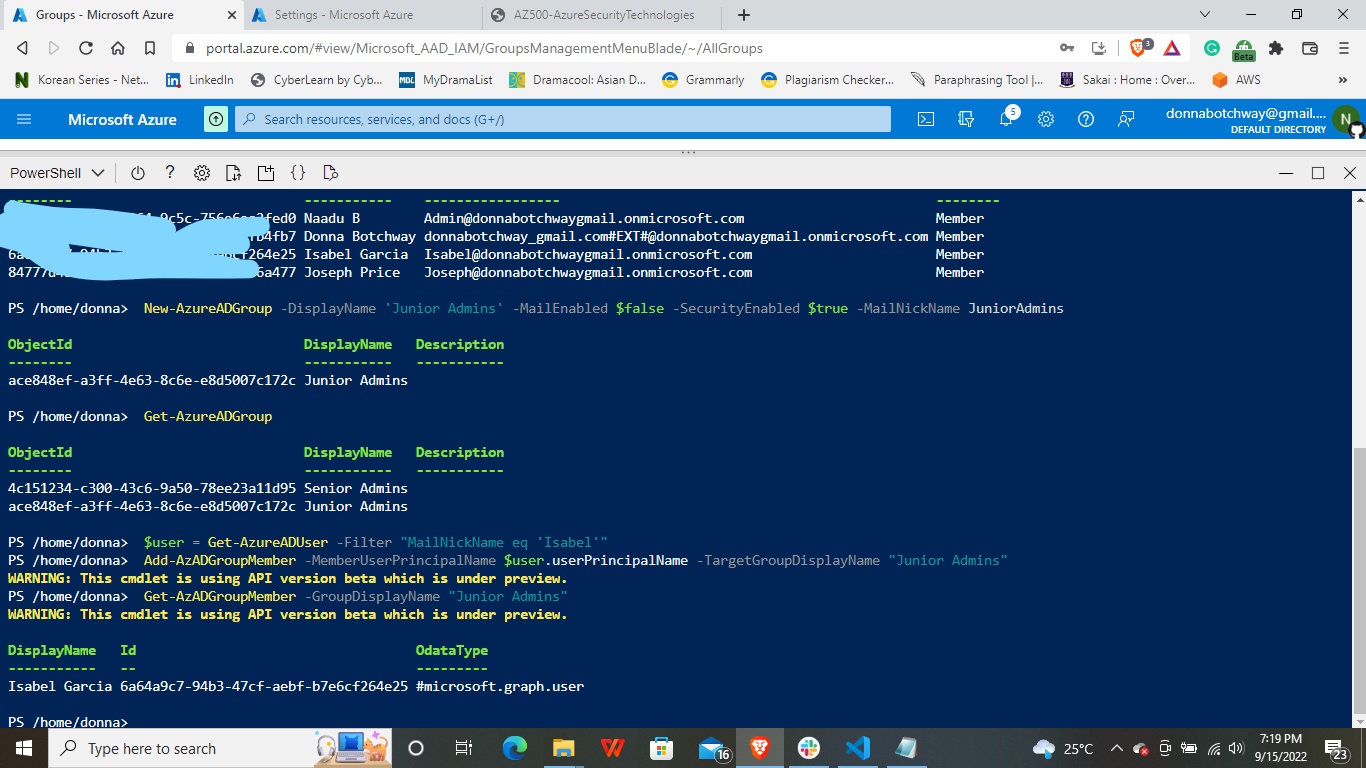 Groups - Microsoft Azure
Settings - Microsoft Azure
AZ500-AzureSecurityTechnologies
portal.azure.com/#view/Microsoft_AAD_IAM/GroupsManagementMenuBlade/~/AllGroups
3
Beta
Korean Series - Net... LinkedIn CyberLearn by Cyb... MDL MyDramaList Dramacool: Asian D... Grammarly Plagiarism Checker... Paraphrasing Tool |... Sakai : Home : Over... AWS »
Microsoft Azure
Search resources, services, and docs (G+/)
5
donnabotchway@gmail....
DEFAULT DIRECTORY
N
PowerShell
-------- ----------- ----------------- --------
9c5c-756e6 fed0 Naadu B Admin@donnabotchwaygmail.onmicrosoft.com Member
b4fb7 Donna Botchway donnabotchway_gmail.com#EXT#@donnabotchwaygmail.onmicrosoft.com Member
cf264e25 Isabel Garcia Isabel@donnabotchwaygmail.onmicrosoft.com Member
84777 6a477 Joseph Price Joseph@donnabotchwaygmail.onmicrosoft.com Member
PS /home/donna> New-AzureADGroup -DisplayName 'Junior Admins' -MailEnabled $false -SecurityEnabled $true -MailNickName JuniorAdmins
ObjectId DisplayName Description
-------- ----------- -----------
ace848ef-a3ff-4e63-8c6e-e8d5007c172c Junior Admins
PS /home/donna> Get-AzureADGroup
ObjectId DisplayName Description
-------- ----------- -----------
4c151234-c300-43c6-9a50-78ee23a11d95 Senior Admins
ace848ef-a3ff-4e63-8c6e-e8d5007c172c Junior Admins
PS /home/donna> $user = Get-AzureADUser -Filter "MailNickName eq 'Isabel'"
PS /home/donna> Add-AzADGroupMember -MemberUserPrincipalName $user.userPrincipalName -TargetGroupDisplayName "Junior Admins"
WARNING: This cmdlet is using API version beta which is under preview.
PS /home/donna> Get-AzADGroupMember -GroupDisplayName "Junior Admins"
WARNING: This cmdlet is using API version beta which is under preview.
DisplayName Id OdataType
----------- -- ---------
Isabel Garcia 6a64a9c7-94b3-47cf-aebf-b7e6cf264e25 #microsoft.graph.user
PS /home/donna>
Type here to search
16
25°C
7:19 PM
9/15/2022
23